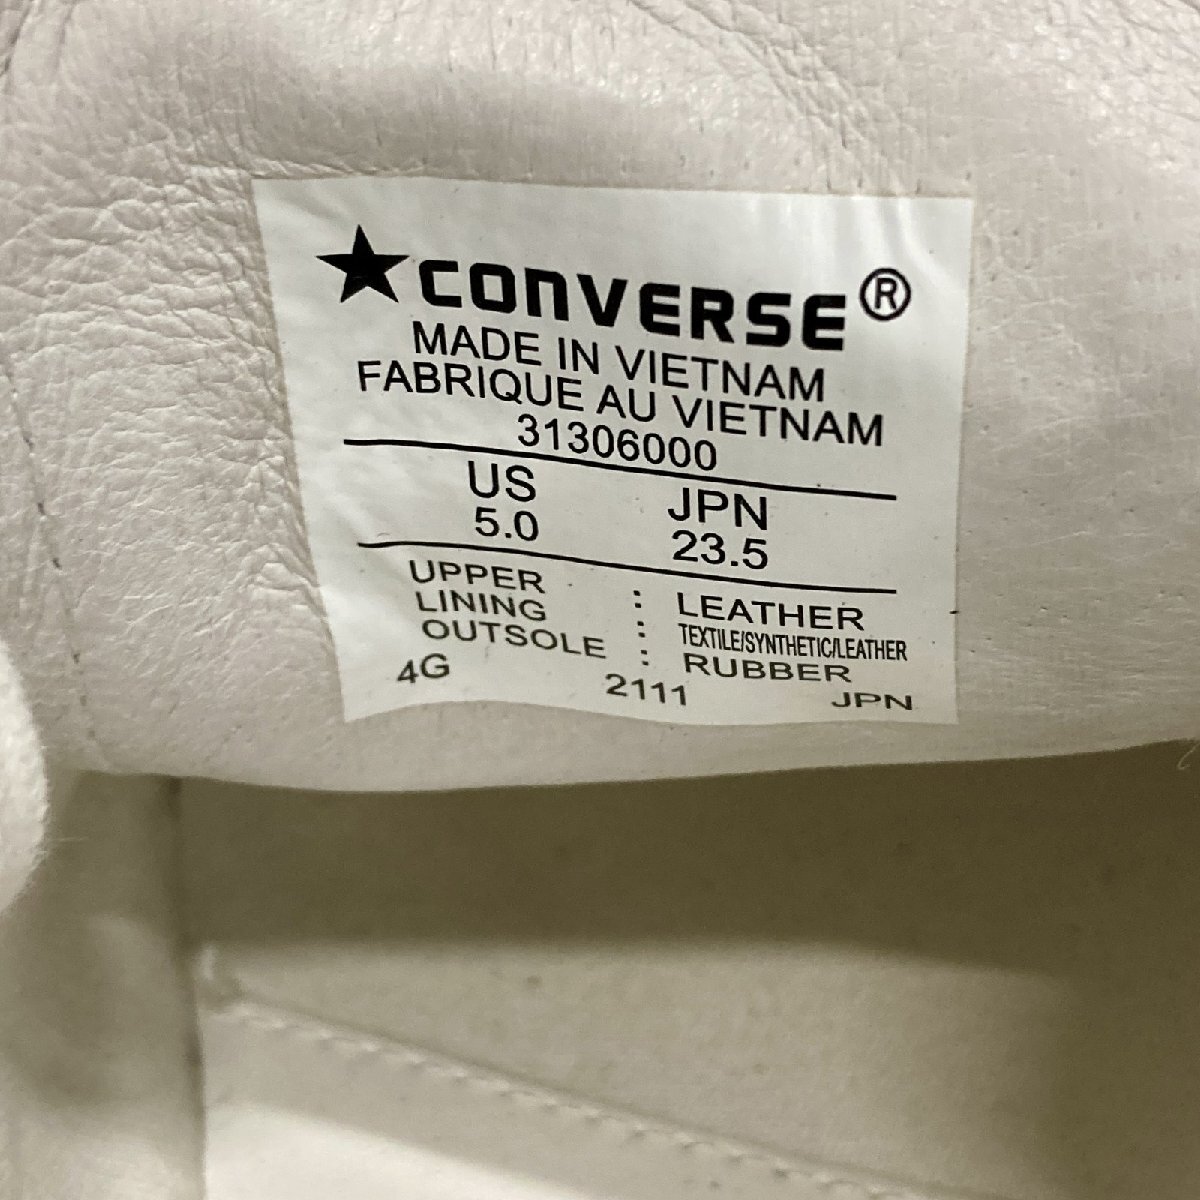 ★CONVERSE®
MADE IN VIETNAM
FABRIQUE AU VIETNAM
31306000
US JPN
5.0 23.5
UPPER : LEATHER
LINING : TEXTILE/SYNTHETIC/LEATHER
OUTSOLE : RUBBER
4G 2111 JPN